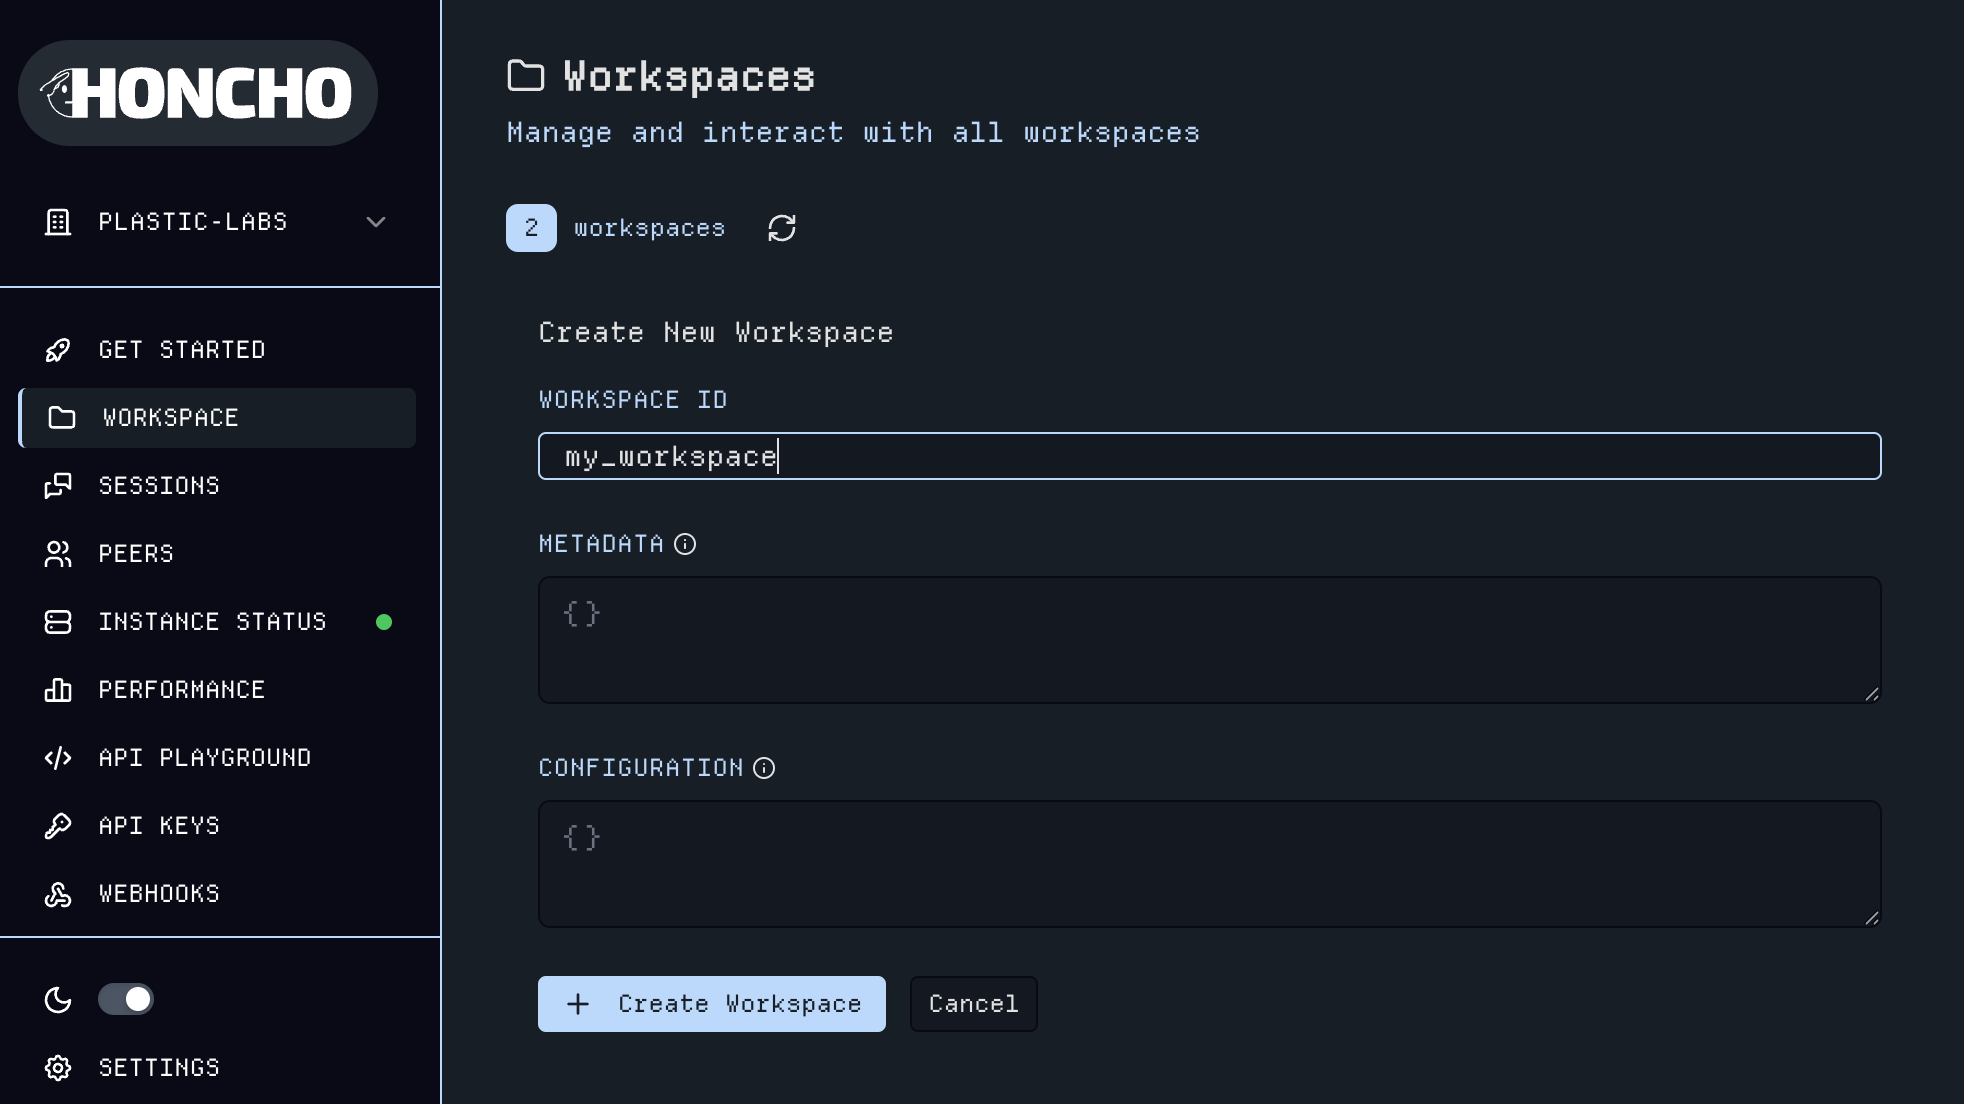 HONCHO
PLASTIC-LABS
GET STARTED
WORKSPACE
SESSIONS
PEERS
INSTANCE STATUS
PERFORMANCE
API PLAYGROUND
API KEYS
WEBHOOKS
SETTINGS
Workspaces
Manage and interact with all workspaces
2 workspaces
Create New Workspace
WORKSPACE ID
my_workspace
METADATA
{}
CONFIGURATION
{}
+ Create Workspace
Cancel